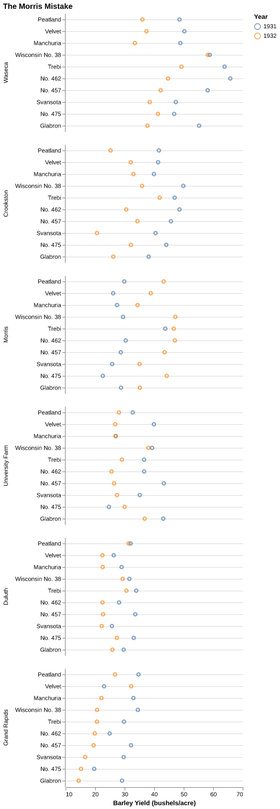 The Morris Mistake
Year
1931
1932
Waseca
Peatland
Velvet
Manchuria
Wisconsin No. 38
Trebi
No. 462
No. 457
Svansota
No. 475
Glabron
Crookston
Peatland
Velvet
Manchuria
Wisconsin No. 38
Trebi
No. 462
No. 457
Svansota
No. 475
Glabron
Morris
Peatland
Velvet
Manchuria
Wisconsin No. 38
Trebi
No. 462
No. 457
Svansota
No. 475
Glabron
University Farm
Peatland
Velvet
Manchuria
Wisconsin No. 38
Trebi
No. 462
No. 457
Svansota
No. 475
Glabron
Duluth
Peatland
Velvet
Manchuria
Wisconsin No. 38
Trebi
No. 462
No. 457
Svansota
No. 475
Glabron
Grand Rapids
Peatland
Velvet
Manchuria
Wisconsin No. 38
Trebi
No. 462
No. 457
Svansota
No. 475
Glabron
10 20 30 40 50 60 70
Barley Yield (bushels/acre)